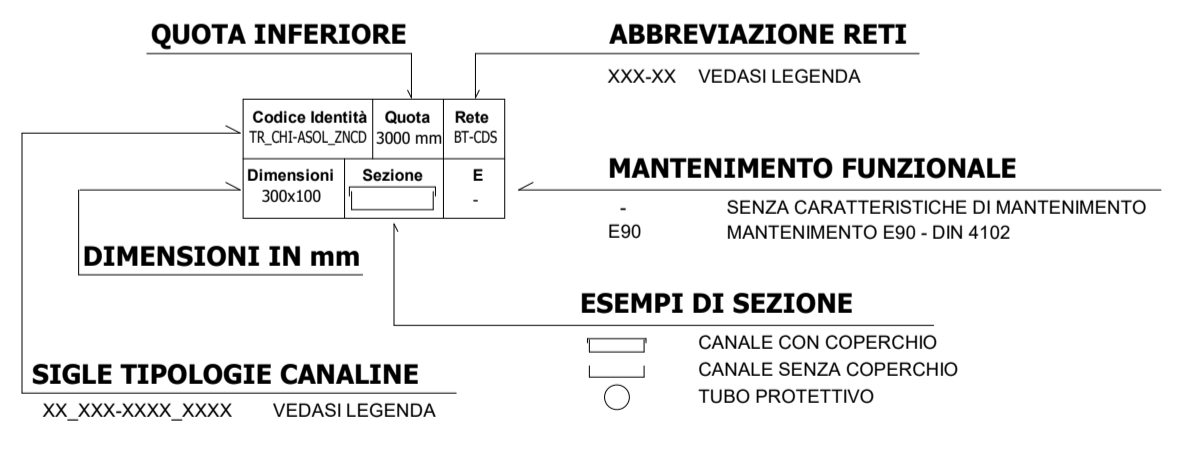 QUOTA INFERIORE
ABBREVIAZIONE RETI
XXX-XX VEDASI LEGENDA
Codice Identità Quota Rete
TR_CHI-ASOL_ZNCD 3000 mm BT-CDS
Dimensioni Sezione E
300x100 -
MANTENIMENTO FUNZIONALE
- SENZA CARATTERISTICHE DI MANTENIMENTO
E90 MANTENIMENTO E90 - DIN 4102
DIMENSIONI IN mm
ESEMPI DI SEZIONE
CANALE CON COPERCHIO
CANALE SENZA COPERCHIO
TUBO PROTETTIVO
SIGLE TIPOLOGIE CANALINE
XX_XXX-XXXX_XXXX VEDASI LEGENDA